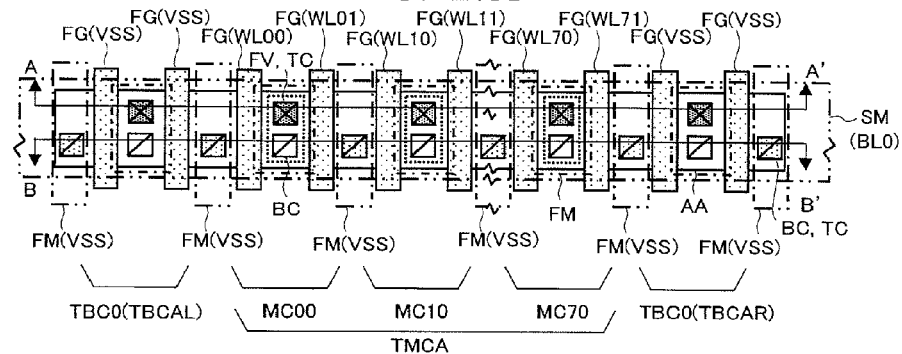 FG(VSS) FG(WL01) FG(WL11) FG(WL71) FG(VSS)
FG(VSS) FG(WL00) FG(WL10) FG(WL70) FG(VSS)
FV, TC
A A'
SM
(BL0)
B B'
BC FM AA
BC, TC
FM(VSS) FM(VSS) FM(VSS) FM(VSS) FM(VSS) FM(VSS)
TBC0(TBCAL) MC00 MC10 MC70 TBC0(TBCAR)
TMCA